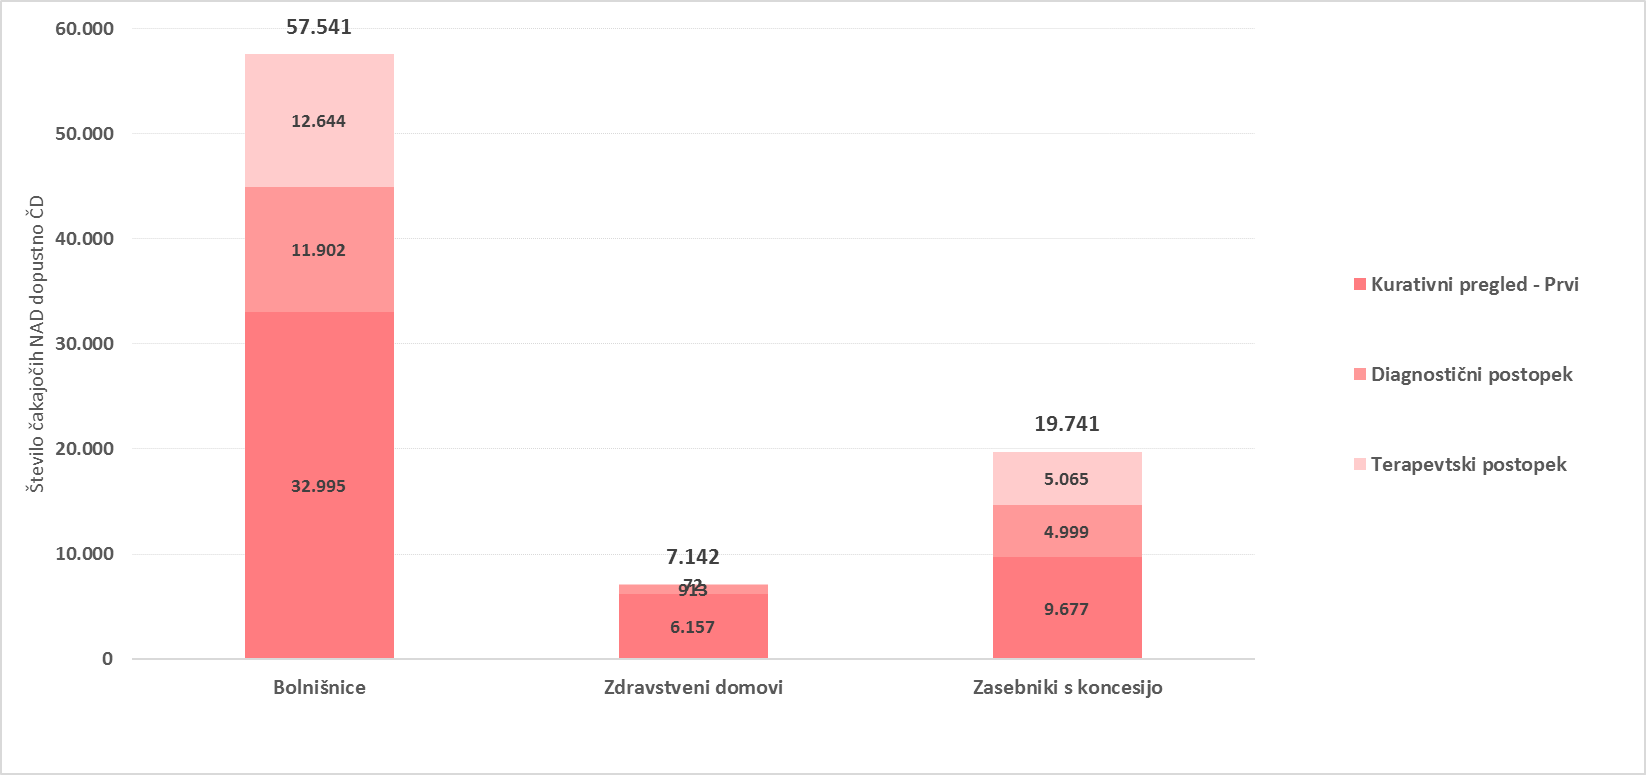 Število čakajočih NAD dopustno ČD
60.000
50.000
40.000
30.000
20.000
10.000
0
57.541
12.644
11.902
32.995
7.142
72
913
6.157
19.741
5.065
4.999
9.677
Bolnišnice
Zdravstveni domovi
Zasebniki s koncesijo
Kurativni pregled - Prvi
Diagnostični postopek
Terapevtski postopek